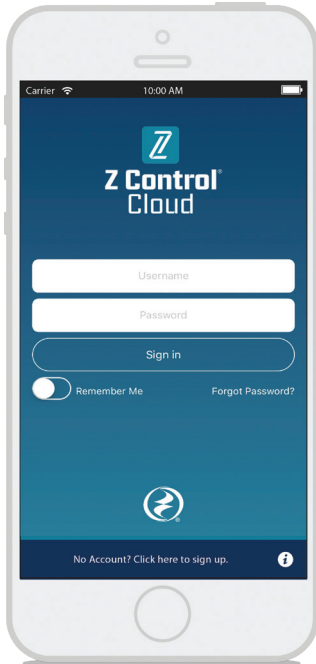 Carrier 10:00 AM
Z Control®
Cloud
Username
Password
Sign in
Remember Me Forgot Password?
No Account? Click here to sign up.